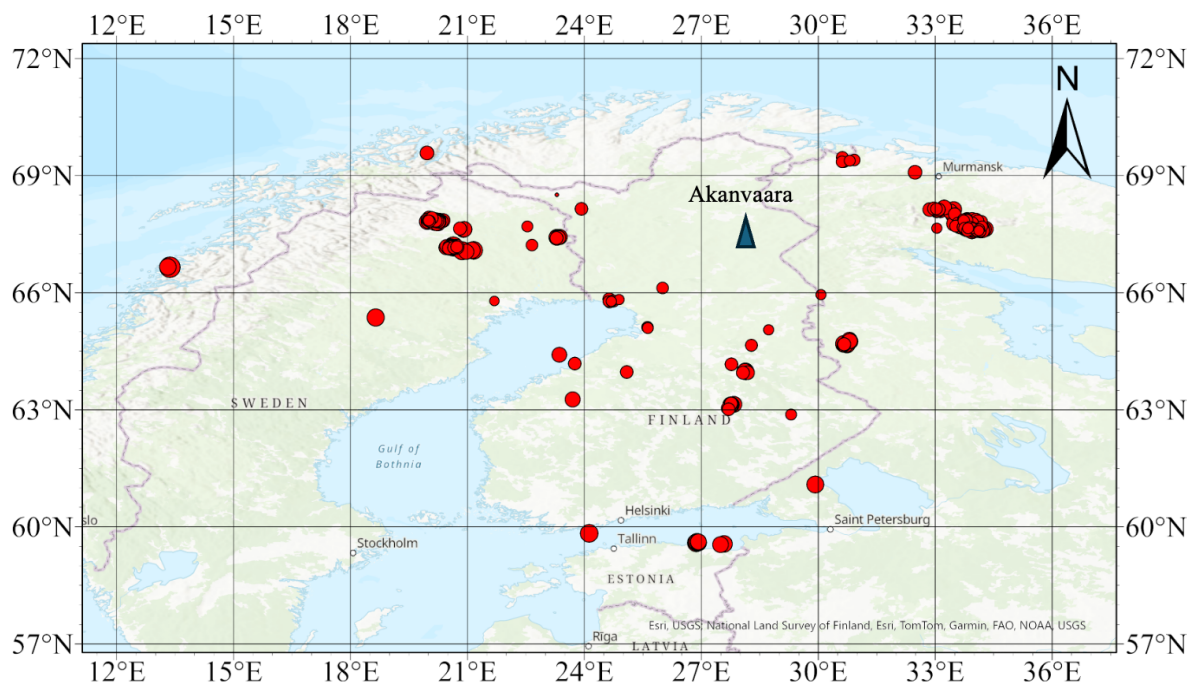 12°E 15°E 18°E 21°E 24°E 27°E 30°E 33°E 36°E
72°N 72°N
N
69°N 69°N
Murmansk
Akanvaara
66°N 66°N
SWEDEN
63°N 63°N
FINLAND
Gulf of
Bothnia
Helsinki
60°N 60°N
slo
Saint Petersburg
Stockholm
Tallinn
ESTONIA
Esri, USGS, National Land Survey of Finland, Esri, TomTom, Garmin, FAO, NOAA, USGS
Rīga
57°N 57°N
LATVIA
12°E 15°E 18°E 21°E 24°E 27°E 30°E 33°E 36°E